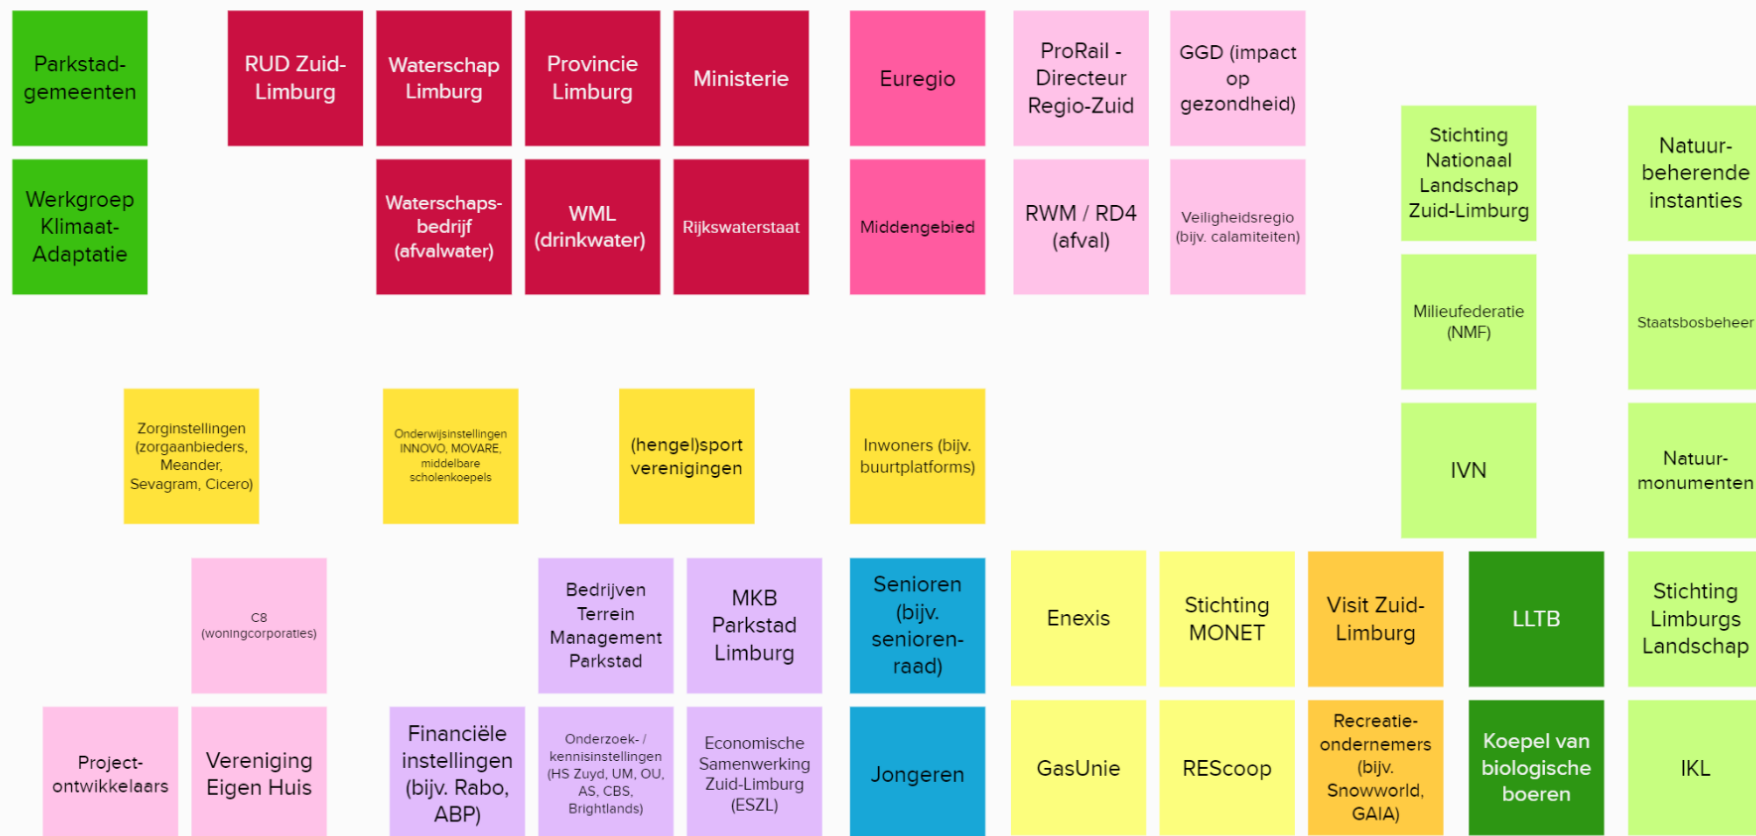 Parkstad-
gemeenten
RUD Zuid-
Limburg
Waterschap
Limburg
Provincie
Limburg
Ministerie
Euregio
ProRail -
Directeur
Regio-Zuid
GGD (impact
op
gezondheid)
Stichting
Nationaal
Landschap
Zuid-Limburg
Natuur-
beherende
instanties
Werkgroep
Klimaat-
Adaptatie
Waterschaps-
bedrijf
(afvalwater)
WML
(drinkwater)
Rijkswaterstaat
Middengebied
RWM / RD4
(afval)
Veiligheidsregio
(bijv. calamiteiten)
Milieufederatie
(NMF)
Staatsbosbeheer
Zorginstellingen
(zorgaanbieders,
Meander,
Sevagram, Cicero)
Onderwijsinstellingen
INNOVO, MOVARE,
middelbare
scholenkoepels
(hengel)sport
verenigingen
Inwoners (bijv.
buurtplatforms)
IVN
Natuur-
monumenten
C8
(woningcorporaties)
Bedrijven
Terrein
Management
Parkstad
MKB
Parkstad
Limburg
Senioren
(bijv.
senioren-
raad)
Enexis
Stichting
MONET
Visit Zuid-
Limburg
LLTB
Stichting
Limburgs
Landschap
Project-
ontwikkelaars
Vereniging
Eigen Huis
Financiële
instellingen
(bijv. Rabo,
ABP)
Onderzoek- /
kennisinstellingen
(HS Zuyd, UM, OU,
AS, CBS,
Brightlands)
Economische
Samenwerking
Zuid-Limburg
(ESZL)
Jongeren
GasUnie
REScoop
Recreatie-
ondernemers
(bijv.
Snowworld,
GAIA)
Koepel van
biologische
boeren
IKL